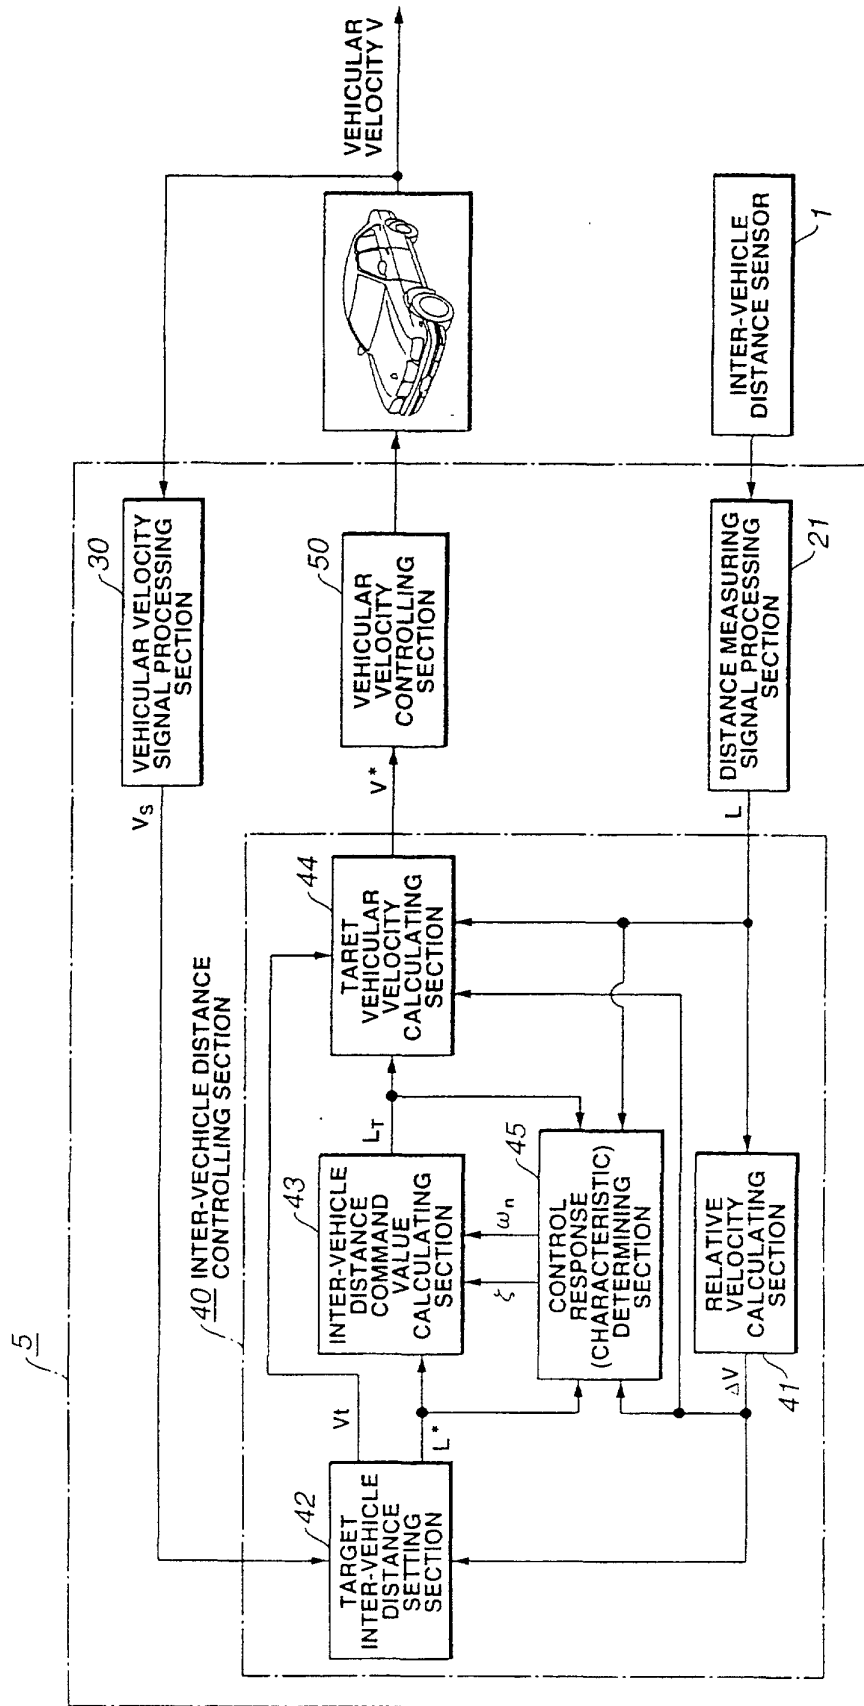 5
VEHICULAR VELOCITY
SIGNAL PROCESSING
SECTION
30
VS
VEHICULAR
VELOCITY V
40 INTER-VECHICLE DISTANCE
CONTROLLING SECTION
TARGET
INTER-VEHICLE
DISTANCE
SETTING
SECTION
42
Vt
L*
INTER-VEHICLE
DISTANCE
COMMAND
VALUE
CALCULATING
SECTION
43
LT
TARET
VEHICULAR
VELOCITY
CALCULATING
SECTION
44
V*
VEHICULAR
VELOCITY
CONTROLLING
SECTION
50
ζ
ωn
CONTROL
RESPONSE
(CHARACTERISTIC)
DETERMINING
SECTION
45
RELATIVE
VELOCITY
CALCULATING
SECTION
41
ΔV
L
DISTANCE MEASURING
SIGNAL PROCESSING
SECTION
21
INTER-VEHICLE
DISTANCE SENSOR
1